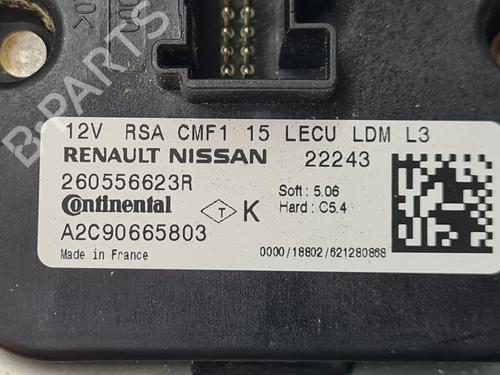 12V RSA CMF1 15 LECU LDM L3
RENAULT NISSAN 22243
260556623R
Soft : 5.06
Continental T K Hard : C5.4
A2C90665803
Made in France 0000/18802/621280868
B-PARTS